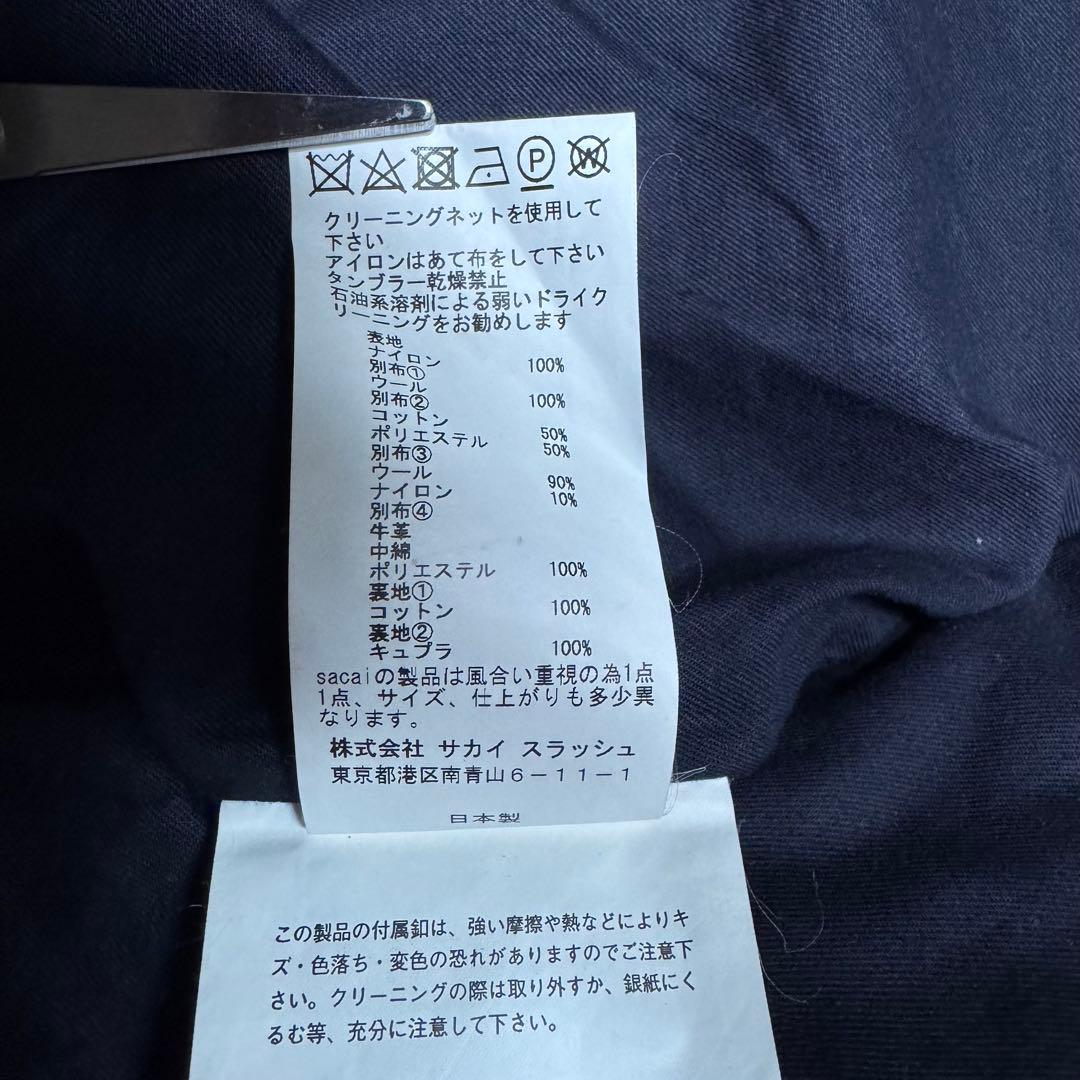 P W
クリーニングネットを使用して
下さい
アイロンはあて布をして下さい
タンブラー乾燥禁止
石油系溶剤による弱いドライク
リーニングをお勧めします
表地
ナイロン 100%
別布①
ウール 100%
別布②
コットン 50%
ポリエステル 50%
別布③
ウール 90%
ナイロン 10%
別布④
牛革
中綿
ポリエステル 100%
裏地①
コットン 100%
裏地②
キュプラ 100%
sacaiの製品は風合い重視の為1点
1点、サイズ、仕上がりも多少異
なります。
株式会社 サカイ スラッシュ
東京都港区南青山6-11-1
日本製
この製品の付属釦は、強い摩擦や熱などによりキ
ズ・色落ち・変色の恐れがありますのでご注意下
さい。クリーニングの際は取り外すか、銀紙にく
るむ等、充分に注意して下さい。